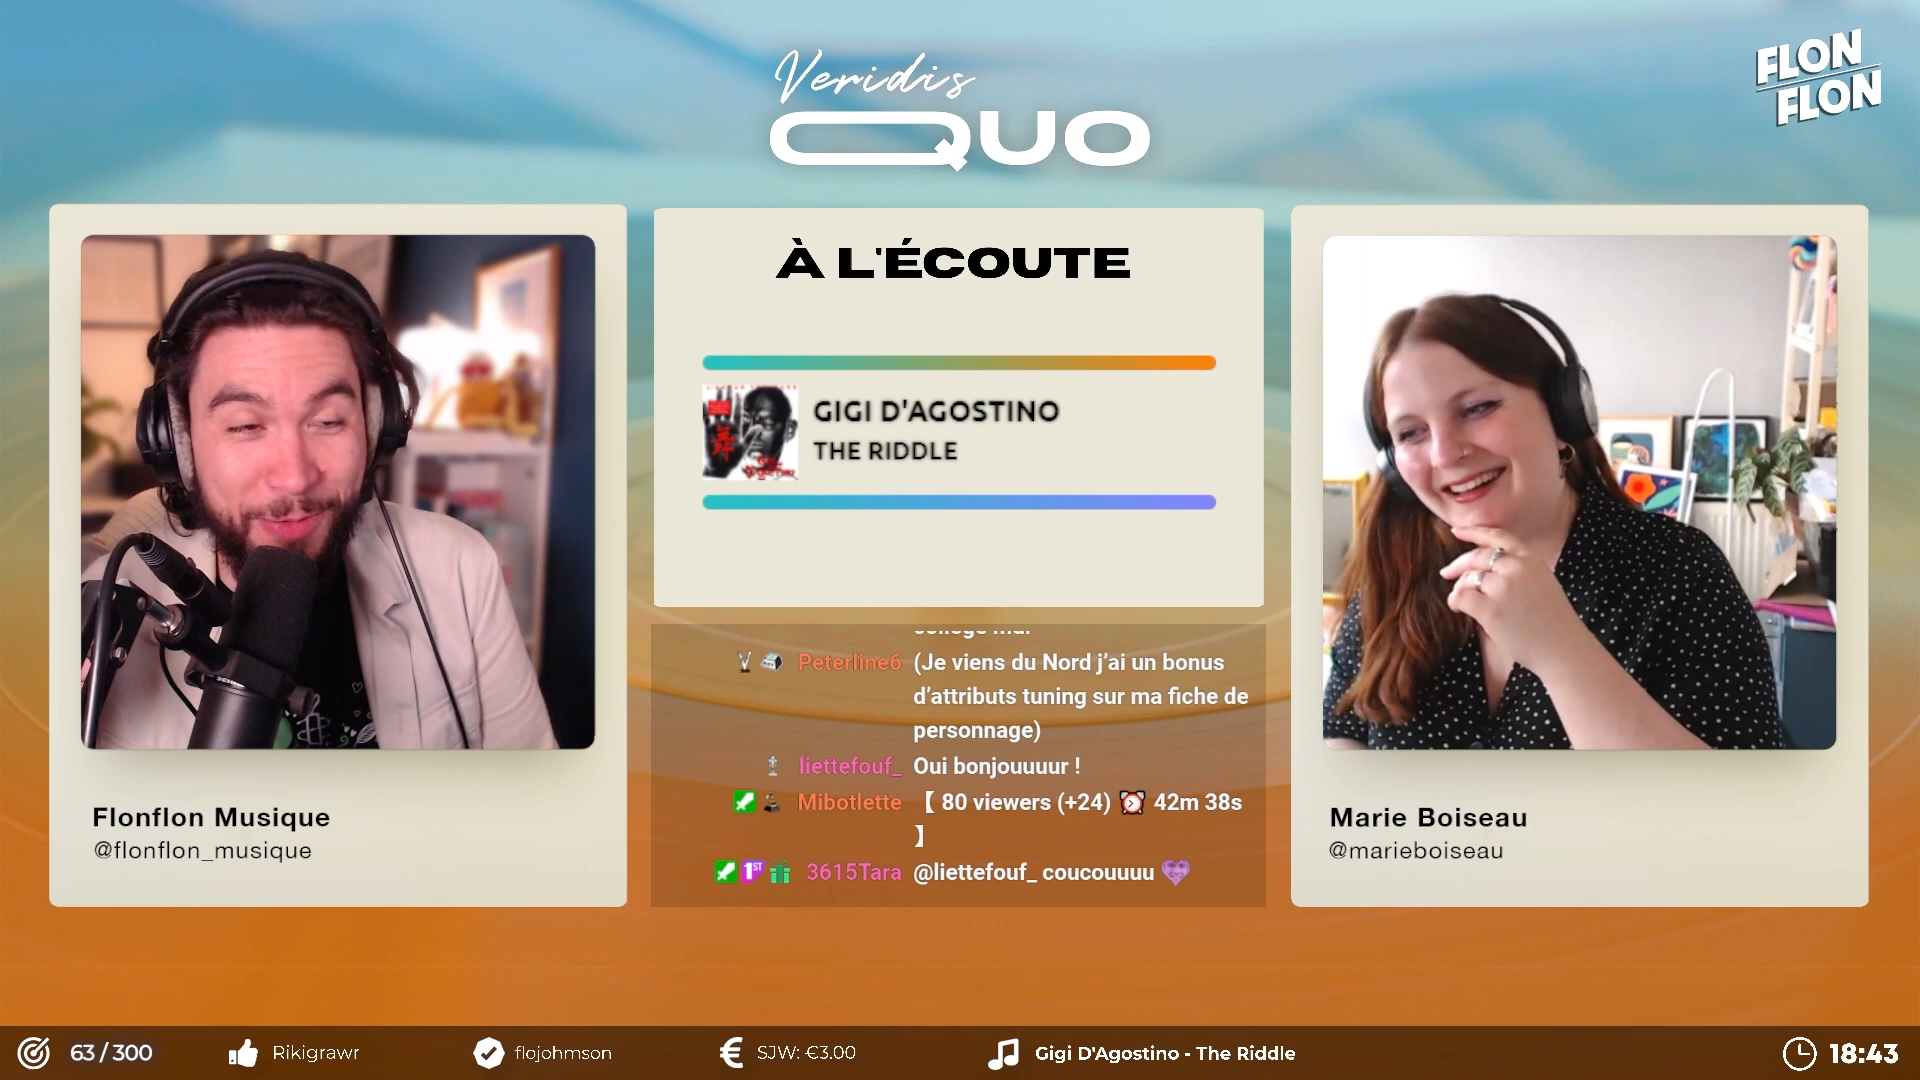 Veridis
QUO
FLON
FLON
À L'ÉCOUTE
GIGI D'AGOSTINO
THE RIDDLE
Peterline6 (Je viens du Nord j’ai un bonus
d’attributs tuning sur ma fiche de
personnage)
liettefouf_ Oui bonjouuuur !
Mibotlette 【 80 viewers (+24) ⏰ 42m 38s
】
1ST 3615Tara @liettefouf_ coucouuuu 💜
Flonflon Musique
@flonflon_musique
Marie Boiseau
@marieboiseau
63 / 300
Rikigrawr
flojohmson
SJW: €3.00
Gigi D'Agostino - The Riddle
18:43